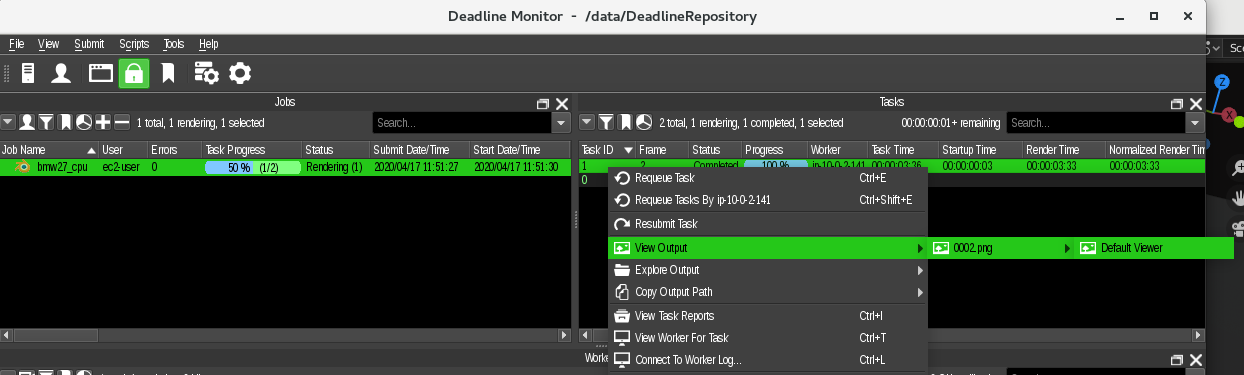 Deadline Monitor - /data/DeadlineRepository
File View Submit Scripts Tools Help
Sce
Z
X
Jobs
1 total, 1 rendering, 1 selected Search...
Job Name User Errors Task Progress Status Submit Date/Time Start Date/Time
bmw27_cpu ec2-user 0 50 % (1/2) Rendering (1) 2020/04/17 11:51:27 2020/04/17 11:51:30
Tasks
2 total, 1 rendering, 1 completed, 1 selected 00:00:00:01+ remaining Search...
Task ID Frame Status Progress Worker Task Time Startup Time Render Time Normalized Render Tim
1 2 Completed 100 % ip-10-0-2-141 00:00:03:36 00:00:00:03 00:00:03:33 00:00:03:33
0
Requeue Task Ctrl+E
Requeue Tasks By ip-10-0-2-141 Ctrl+Shift+E
Resubmit Task
View Output 0002.png Default Viewer
Explore Output
Copy Output Path
View Task Reports Ctrl+I
View Worker For Task Ctrl+T
Connect To Worker Log... Ctrl+L
Worke